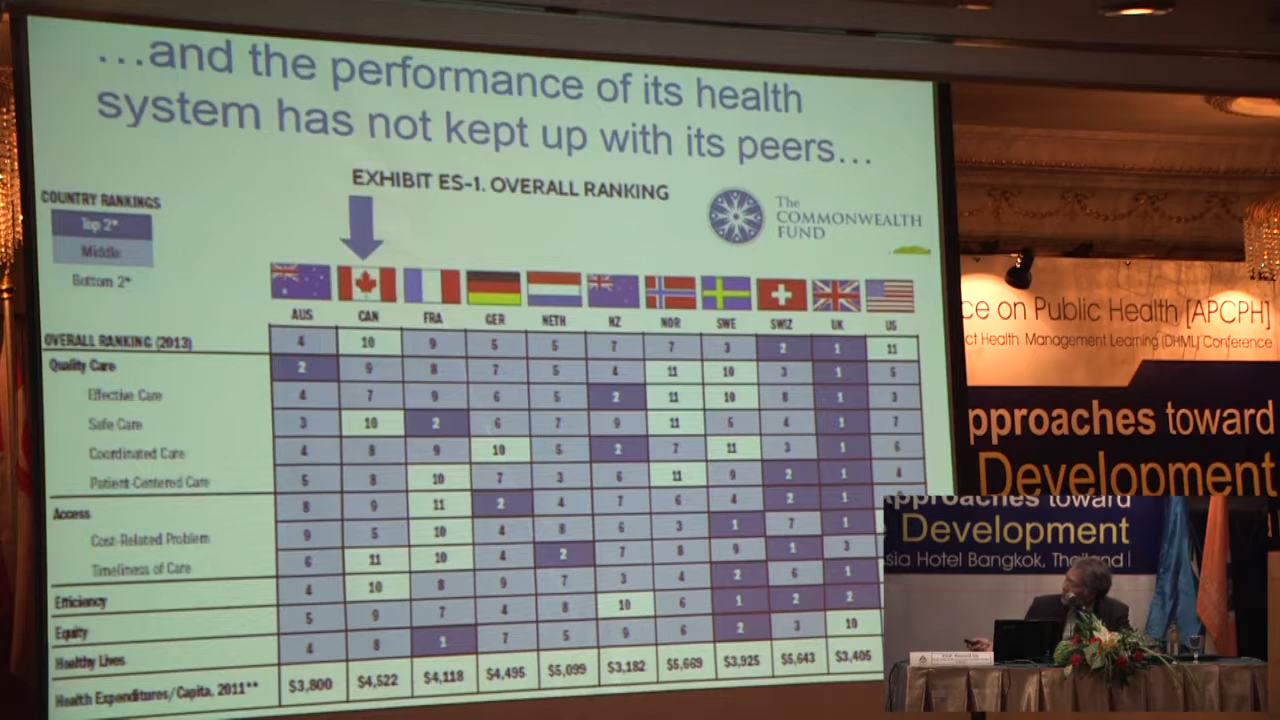 …and the performance of its health
system has not kept up with its peers…
EXHIBIT ES-1. OVERALL RANKING
The
COMMONWEALTH
FUND
COUNTRY RANKINGS
Top 2*
Middle
Bottom 2*
AUS CAN FRA GER NETH NZ NOR SWE SWIZ UK US
OVERALL RANKING (2013) 4 10 9 5 5 7 7 3 2 1 11
Quality Care 2 9 8 7 5 4 11 10 3 1 5
Effective Care 4 7 9 6 5 2 11 10 8 1 3
Safe Care 3 10 2 6 7 9 11 5 4 1 7
Coordinated Care 4 8 9 10 5 2 7 11 3 1 6
Patient-Centered Care 5 8 10 7 3 6 11 9 2 1 4
Access 8 9 11 2 4 7 6 4 2 1
Cost-Related Problem 9 5 10 4 8 6 3 1 7 1
Timeliness of Care 6 11 10 4 2 7 8 9 1 3
Efficiency 4 10 8 9 7 3 4 2 6 1
Equity 5 9 7 4 8 10 6 1 2 2
Healthy Lives 4 8 1 7 5 9 6 2 3 10
Health Expenditures/Capita, 2011** $3,800 $4,522 $4,118 $4,495 $5,099 $3,182 $5,669 $3,925 $5,643 $3,405
ce on Public Health [APCPH]
ct Health Management Learning (DHML) Conference
pproaches toward
Development
pproaches toward
Development
sia Hotel Bangkok, Thailand